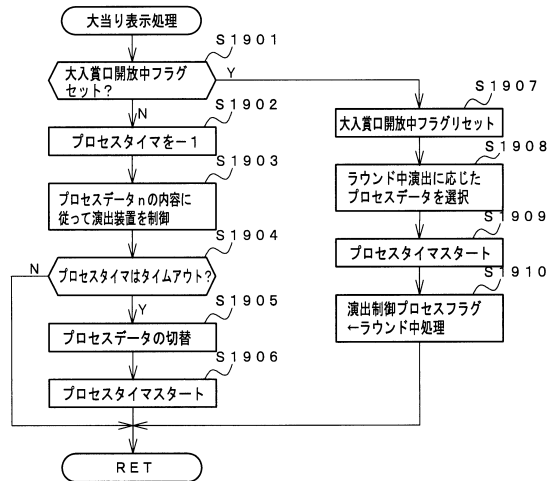 大当り表示処理
S1901
大入賞口開放中フラグ
セット?
Y
N
S1902
プロセスタイマを－1
S1903
プロセスデータnの内容に
従って演出装置を制御
S1904
プロセスタイマはタイムアウト?
N
Y
S1905
プロセスデータの切替
S1906
プロセスタイマスタート
S1907
大入賞口開放中フラグリセット
S1908
ラウンド中演出に応じた
プロセスデータを選択
S1909
プロセスタイマスタート
S1910
演出制御プロセスフラグ
←ラウンド中処理
RET